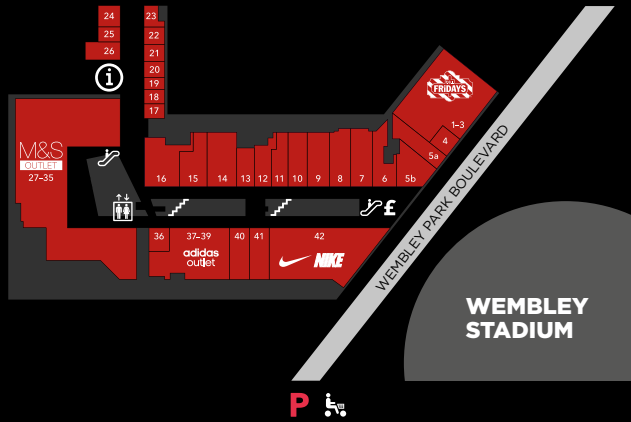 24
23
25
22
26
21
20
19
18
17
i
FRIDAYS
1–3
4
5a
M&S
OUTLET
27–35
16
15
14
13
12
11
10
9
8
7
6
5b
£
36
37–39
40
41
42
adidas
outlet
NIKE
WEMBLEY PARK BOULEVARD
WEMBLEY
STADIUM
P